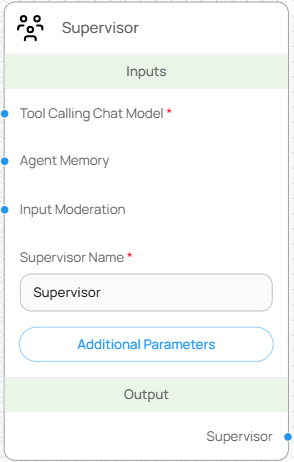 Supervisor
Inputs
Tool Calling Chat Model *
Agent Memory
Input Moderation
Supervisor Name *
Supervisor
Additional Parameters
Output
Supervisor